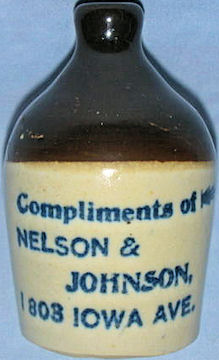 Compliments of
NELSON &
JOHNSON,
1803 IOWA AVE.